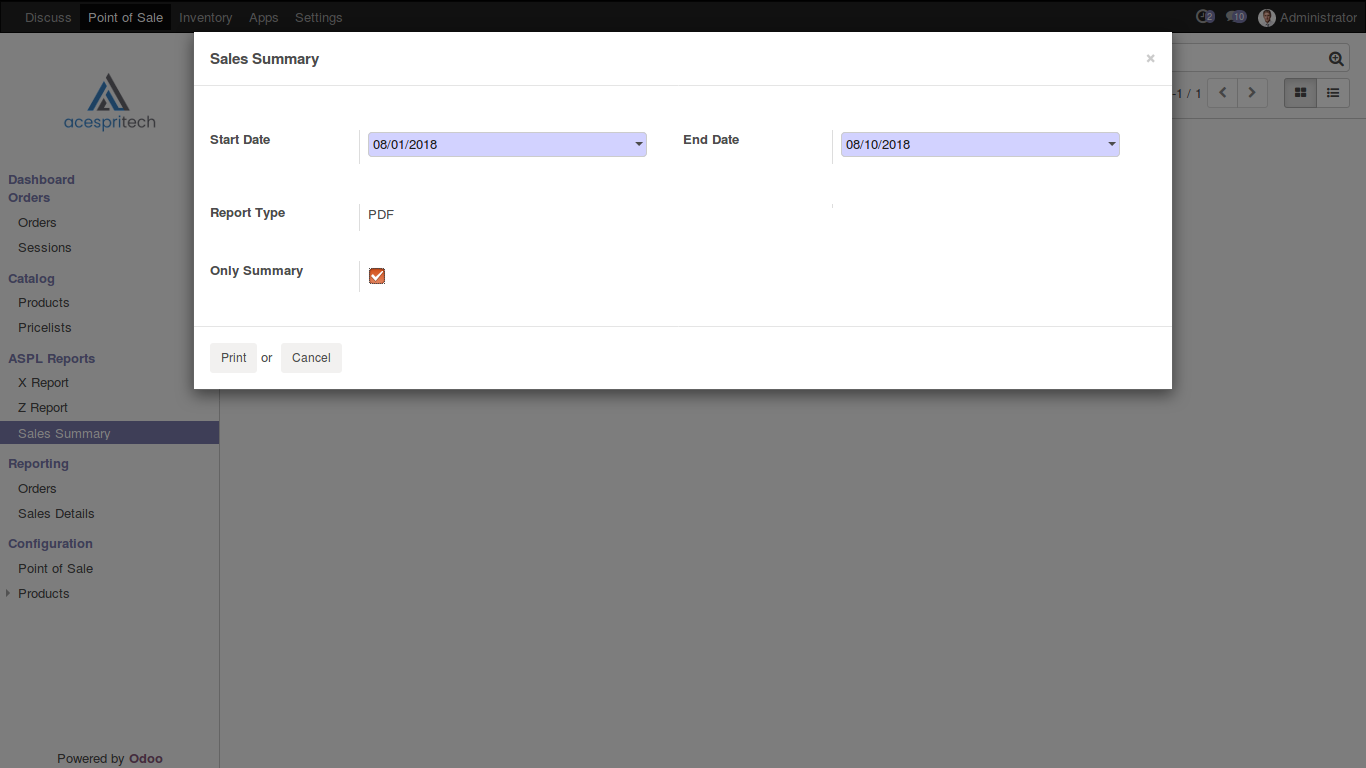 Discuss Point of Sale Inventory Apps Settings 2 10 Administrator
Sales Summary ×
-1 / 1
acespritech
Start Date 08/01/2018 End Date 08/10/2018
Report Type PDF
Only Summary
Print or Cancel
Dashboard
Orders
Orders
Sessions
Catalog
Products
Pricelists
ASPL Reports
X Report
Z Report
Sales Summary
Reporting
Orders
Sales Details
Configuration
Point of Sale
Products
Powered by Odoo